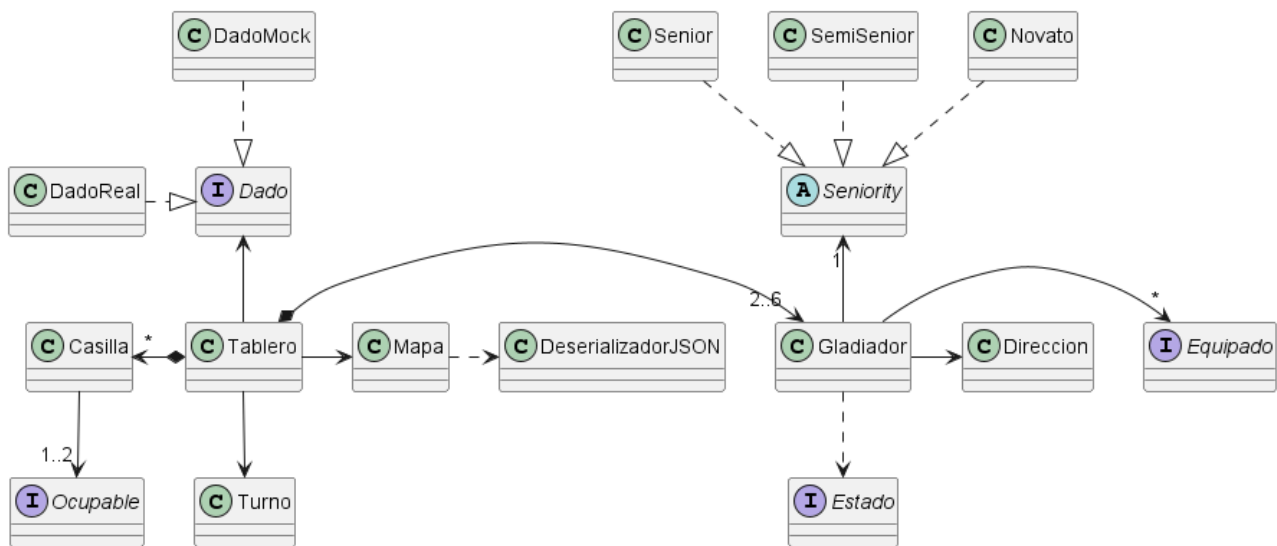 C DadoMock
C Senior
C SemiSenior
C Novato
C DadoReal
I Dado
A Seniority
1
2..6
*
*
C Casilla
C Tablero
C Mapa
C DeserializadorJSON
C Gladiador
C Direccion
I Equipado
1..2
I Ocupable
C Turno
I Estado